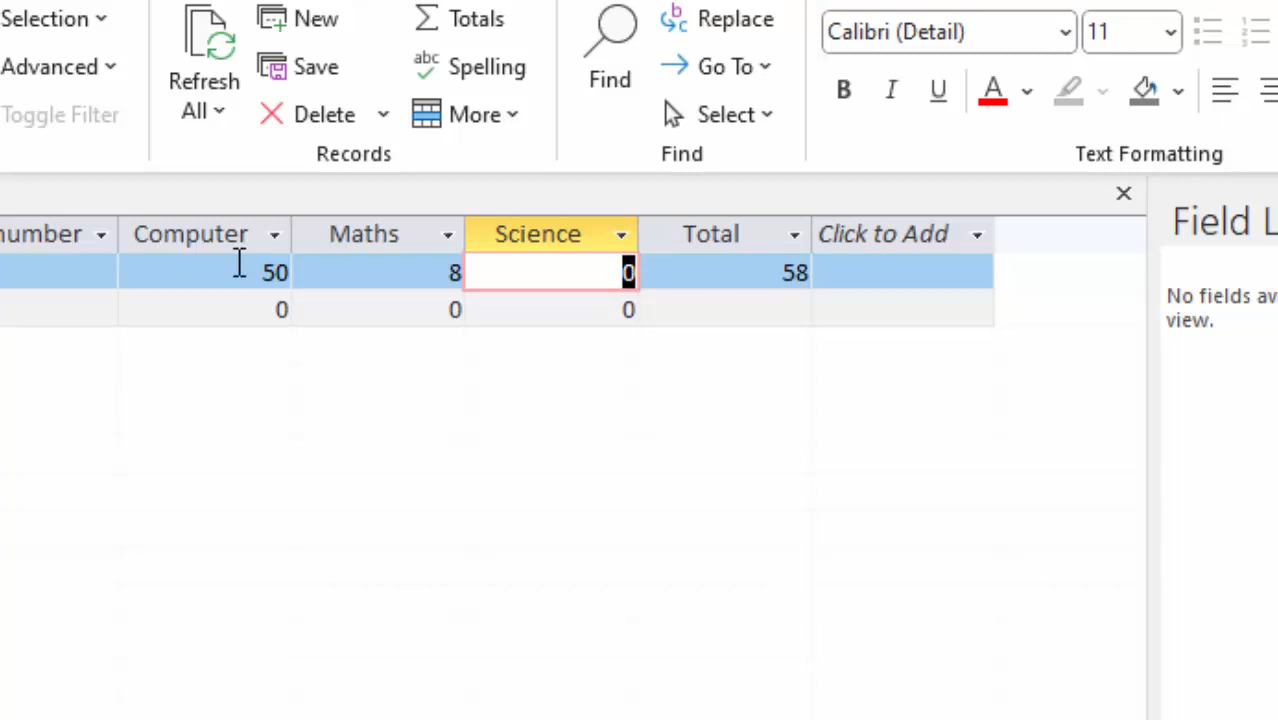 Selection
Advanced
Toggle Filter
Refresh
All
New
Save
Delete
Totals
Spelling
More
Records
Find
Replace
Go To
Select
Find
Calibri (Detail)
11
B I U A
Text Formatting
number Computer Maths Science Total Click to Add
50 8 0 58
0 0 0
Field L
No fields av
view.